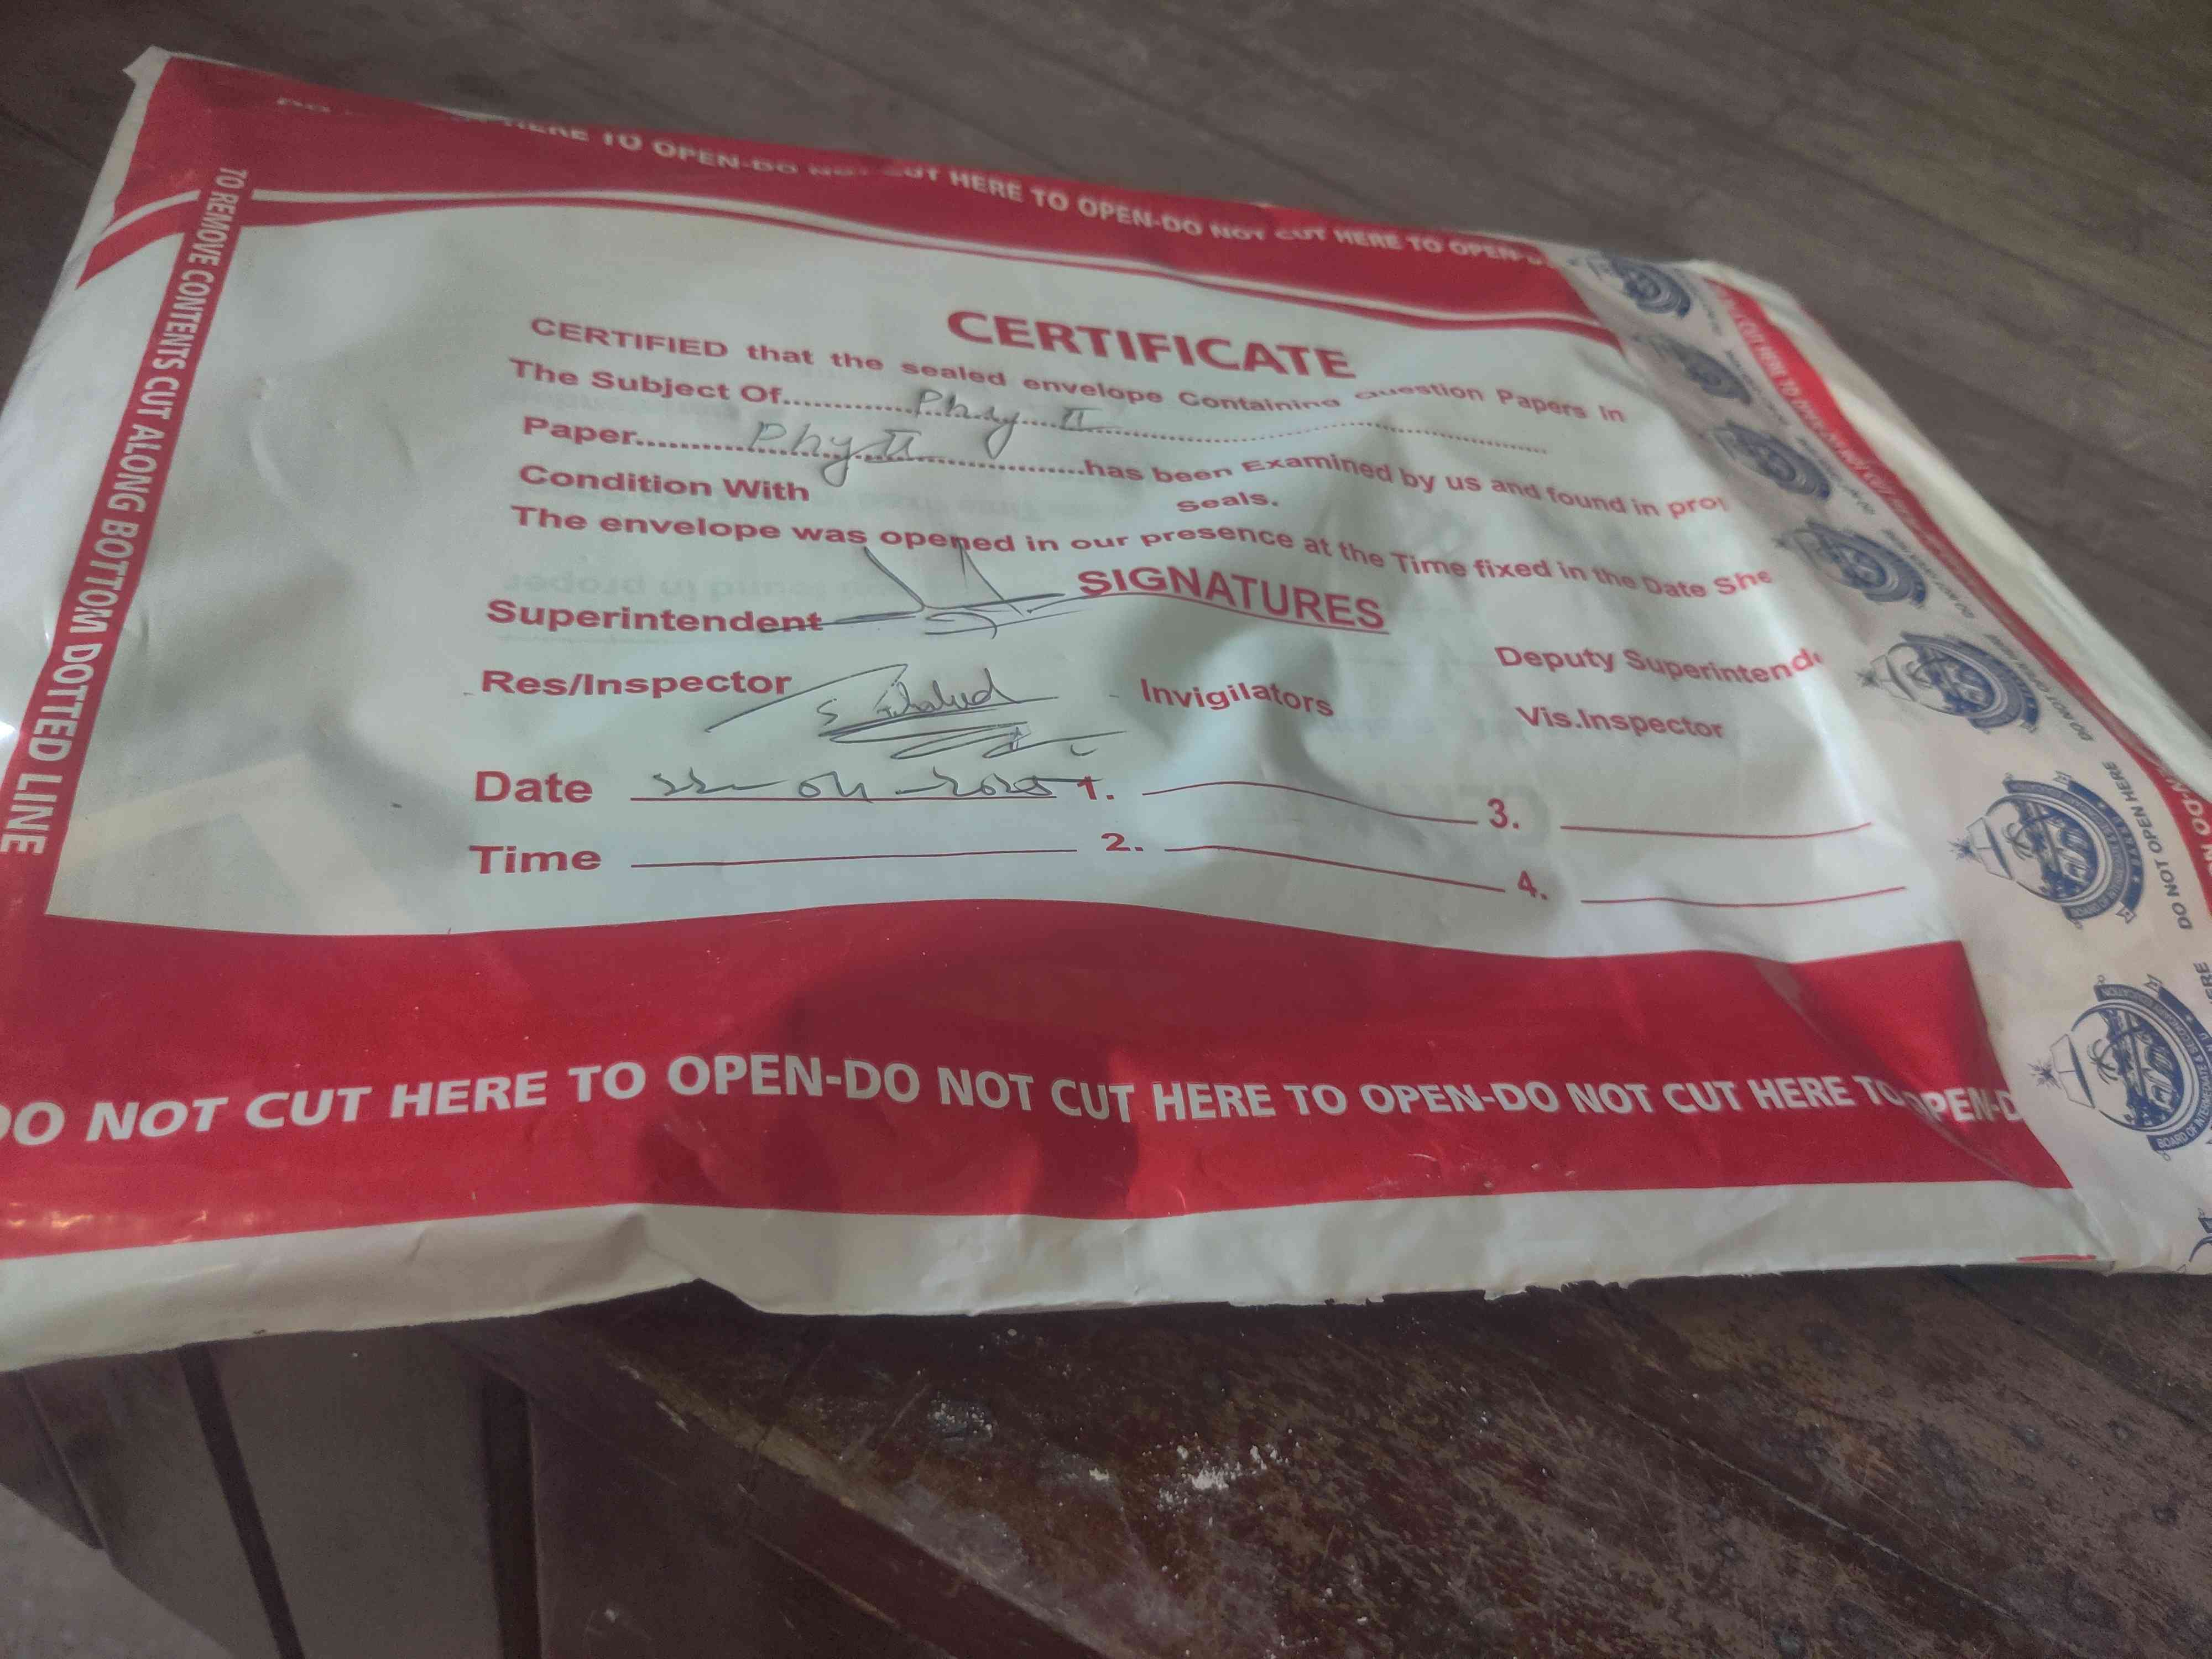 HERE TO OPEN-DO NOT CUT HERE TO OPEN-DO NOT CUT HERE TO OPEN-D
TO REMOVE CONTENTS CUT ALONG BOTTOM DOTTED LINE
CERTIFICATE
CERTIFIED that the sealed envelope Containing Question Papers In
The Subject Of.............Phy II..............................
Paper..........Phy II..................has been Examined by us and found in pro
Condition With Seals.
The envelope was opened in our presence at the Time fixed in the Date She
SIGNATURES
Superintendent
Deputy Superintend
Res/Inspector
Invigilators
Vis.Inspector
Date 22-04-2025 1. 3.
Time 2. 4.
DO NOT CUT HERE TO OPEN-DO NOT CUT HERE TO OPEN-DO NOT CUT HERE TO OPEN-D
DO NOT OPEN HERE